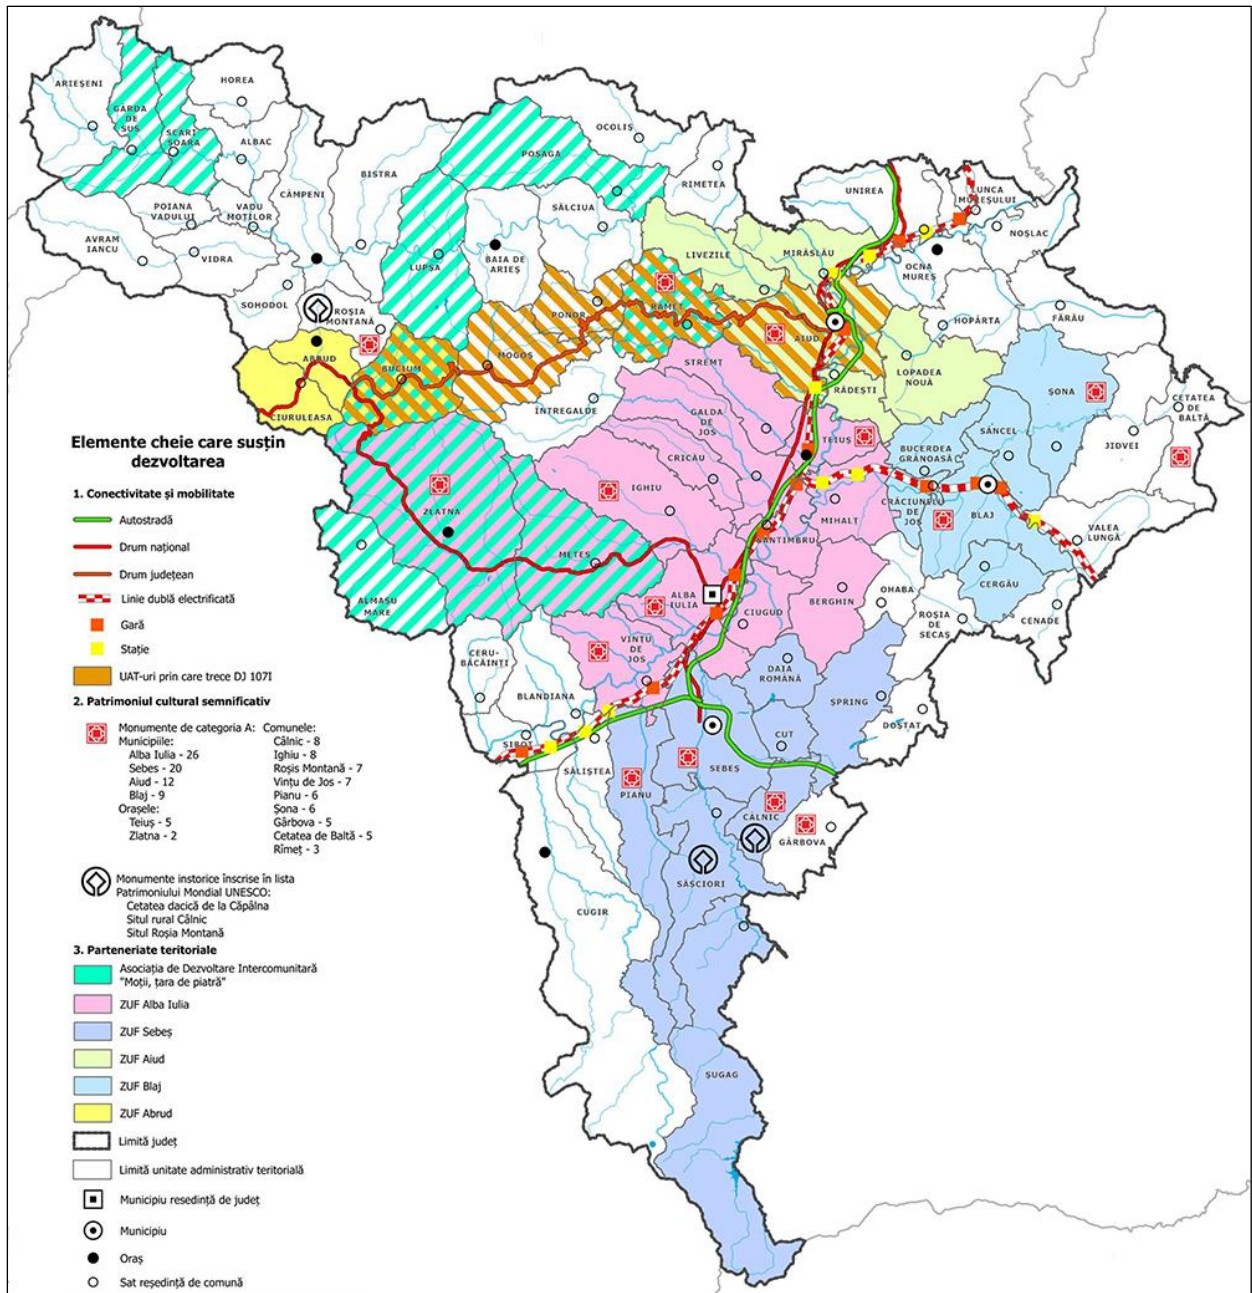 ARIEȘENI
GÂRDA
DE
SUS
SCĂRI
ȘOARA
HOREA
ALBAC
CÂMPENI
BISTRA
POȘAGA
OCOLIȘ
RIMETEA
POIANA
VADULUI
VADU
MOȚILOR
AVRAM
IANCU
VIDRA
SOHODOL
LUPȘA
BAIA DE
ARIEȘ
SĂLCIUA
LIVEZILE
MIRĂSLĂU
UNIREA
LUNCA
MUREȘULUI
NOȘLAC
OCNA
MUREȘ
HOPÂRTA
FĂRĂU
ROȘIA
MONTANĂ
ABRUD
CIURULEASA
BUCIUM
MOGOȘ
PONOR
RÂMEȚ
AIUD
RĂDEȘTI
LOPADEA
NOUĂ
STREMȚ
ÎNTREGALDE
GALDA
DE
JOS
TEIUȘ
CRICĂU
IGHIU
ȘONA
CETATEA
DE
BALTĂ
JIDVEI
SÂNCEL
BUCERDEA
GRÂNOASĂ
CRĂCIUNELU
DE
JOS
BLAJ
VALEA
LUNGĂ
CERGĂU
CENADE
ROȘIA
DE
SECAȘ
OHABA
MIHALȚ
SÂNTIMBRU
BERGHIN
CIUGUD
ALBA
IULIA
ZLATNA
METEȘ
ALMAȘU
MARE
VINȚU
DE
JOS
CERU-
BĂCĂINȚI
BLANDIANA
ȘIBOT
SĂLIȘTEA
PIANU
SEBEȘ
DAIA
ROMÂNĂ
SPRING
DOȘTAT
CUT
CÂLNIC
GÂRBOVA
SĂSCIORI
CUGIR
ȘUGAG
Elemente cheie care susțin
dezvoltarea
1. Conectivitate și mobilitate
Autostradă
Drum național
Drum județean
Linie dublă electrificată
Gară
Stație
UAT-uri prin care trece DJ 107I
2. Patrimoniul cultural semnificativ
Monumente de categoria A:
Municipiile:
Alba Iulia - 26
Sebes - 20
Aiud - 12
Blaj - 9
Orașele:
Teiuș - 5
Zlatna - 2
Comunele:
Câlnic - 8
Ighiu - 8
Roșis Montană - 7
Vințu de Jos - 7
Pianu - 6
Șona - 6
Gârbova - 5
Cetatea de Baltă - 5
Rîmeț - 3
Monumente instorice înscrise în lista
Patrimoniului Mondial UNESCO:
Cetatea dacică de la Căpâlna
Situl rural Câlnic
Situl Roșia Montană
3. Parteneriate teritoriale
Asociația de Dezvoltare Intercomunitară
"Moții, țara de piatră"
ZUF Alba Iulia
ZUF Sebeș
ZUF Aiud
ZUF Blaj
ZUF Abrud
Limită județ
Limită unitate administrativ teritorială
Municipiu resedință de județ
Municipiu
Oraș
Sat reședință de comună